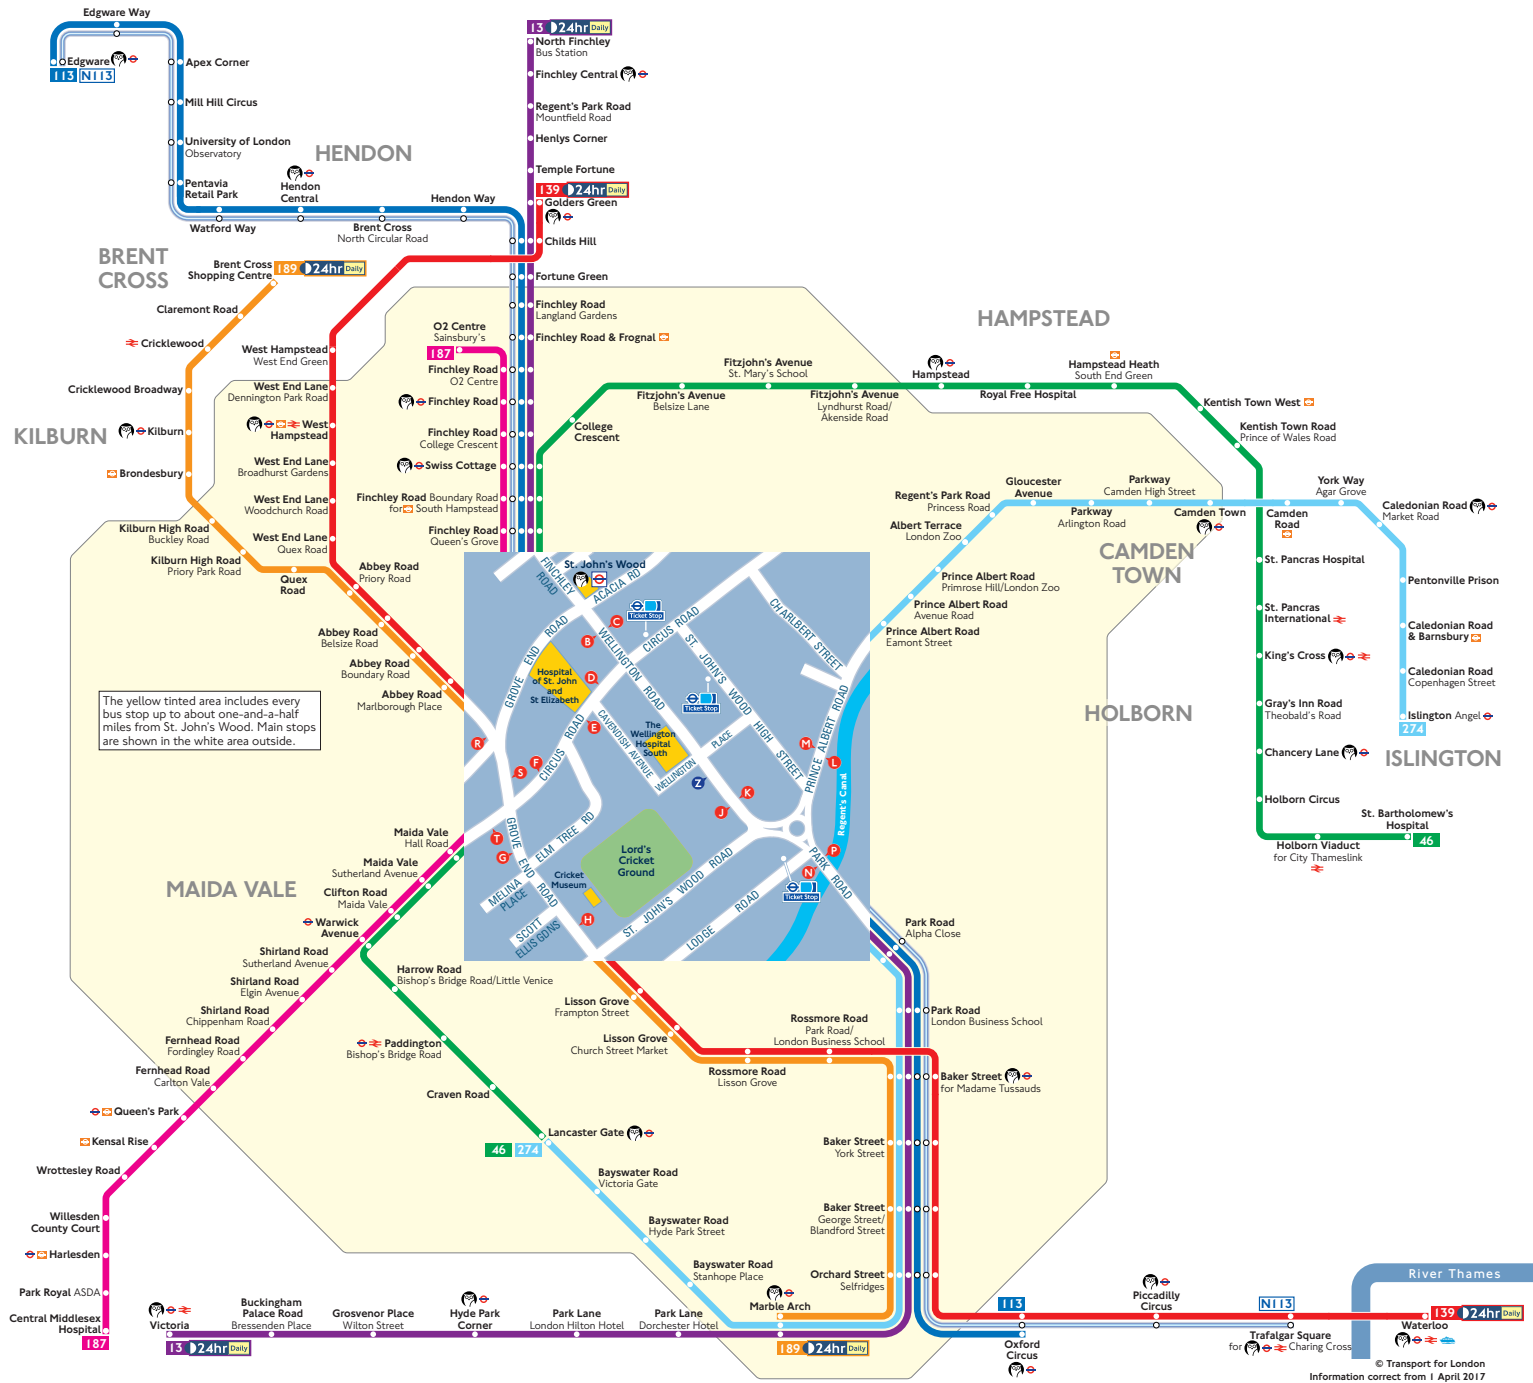 Edgware Way
Edgware
113 N113
Apex Corner
Mill Hill Circus
University of London
Observatory
Pentavia
Retail Park
HENDON
Hendon
Central
Hendon Way
Watford Way
Brent Cross
North Circular Road
13 24hr Daily
North Finchley
Bus Station
Finchley Central
Regent's Park Road
Mountfield Road
Henlys Corner
Temple Fortune
139 24hr Daily
Golders Green
Childs Hill
Fortune Green
Finchley Road
Langland Gardens
Finchley Road & Frognal
BRENT
CROSS
Brent Cross
Shopping Centre
189 24hr Daily
Claremont Road
Cricklewood
Cricklewood Broadway
KILBURN
Kilburn
Brondesbury
Kilburn High Road
Buckley Road
Kilburn High Road
Priory Park Road
Quex
Road
West Hampstead
West End Green
West End Lane
Dennington Park Road
West
Hampstead
West End Lane
Broadhurst Gardens
West End Lane
Woodchurch Road
West End Lane
Quex Road
Abbey Road
Priory Road
Abbey Road
Belsize Road
Abbey Road
Boundary Road
Abbey Road
Marlborough Place
O2 Centre
Sainsbury's
187
Finchley Road
O2 Centre
Finchley Road
Finchley Road
College Crescent
Swiss Cottage
Finchley Road Boundary Road
for South Hampstead
Finchley Road
Queen's Grove
College
Crescent
Fitzjohn's Avenue
Belsize Lane
Fitzjohn's Avenue
St. Mary's School
Fitzjohn's Avenue
Lyndhurst Road/
Akenside Road
HAMPSTEAD
Hampstead
Royal Free Hospital
Hampstead Heath
South End Green
Kentish Town West
Kentish Town Road
Prince of Wales Road
Regent's Park Road
Princess Road
Gloucester
Avenue
Parkway
Arlington Road
Parkway
Camden High Street
Camden Town
Camden
Road
York Way
Agar Grove
Caledonian Road
Market Road
Albert Terrace
London Zoo
Prince Albert Road
Primrose Hill/London Zoo
Prince Albert Road
Avenue Road
Prince Albert Road
Eamont Street
CAMDEN
TOWN
St. Pancras Hospital
St. Pancras
International
King's Cross
Gray's Inn Road
Theobald's Road
Chancery Lane
Holborn Circus
Holborn Viaduct
for City Thameslink
St. Bartholomew's
Hospital
46
HOLBORN
Pentonville Prison
Caledonian Road
& Barnsbury
Caledonian Road
Copenhagen Street
Islington Angel
274
ISLINGTON
The yellow tinted area includes every
bus stop up to about one-and-a-half
miles from St. John's Wood. Main stops
are shown in the white area outside.
St. John's Wood
FINCHLEY
ROAD
ACACIA RD
GROVE END ROAD
WELLINGTON ROAD
CIRCUS ROAD
ST. JOHN'S WOOD HIGH STREET
CHARLBERT STREET
PRINCE ALBERT ROAD
Ticket Stop
B
C
D
E
F
G
H
J
K
L
M
N
P
R
S
T
Z
Hospital
of St. John
and
St Elizabeth
CAVENDISH AVENUE
The
Wellington
Hospital
South
WELLINGTON PLACE
Ticket Stop
CIRCUS ROAD
Regent's Canal
GROVE END ROAD
ELM TREE RD
MELINA
PLACE
Lord's
Cricket
Ground
Cricket
Museum
SCOTT
ELLIS GDNS
ST. JOHN'S WOOD ROAD
LODGE ROAD
PARK ROAD
Ticket Stop
MAIDA VALE
Maida Vale
Hall Road
Maida Vale
Sutherland Avenue
Clifton Road
Maida Vale
Warwick
Avenue
Shirland Road
Sutherland Avenue
Shirland Road
Elgin Avenue
Shirland Road
Chippenham Road
Fernhead Road
Fordingley Road
Fernhead Road
Carlton Vale
Queen's Park
Kensal Rise
Wrottesley Road
Willesden
County Court
Harlesden
Park Royal ASDA
Central Middlesex
Hospital
187
Harrow Road
Bishop's Bridge Road/Little Venice
Paddington
Bishop's Bridge Road
Craven Road
Lancaster Gate
46 274
Bayswater Road
Victoria Gate
Bayswater Road
Hyde Park Street
Bayswater Road
Stanhope Place
Marble Arch
189 24hr Daily
Lisson Grove
Frampton Street
Lisson Grove
Church Street Market
Rossmore Road
Lisson Grove
Rossmore Road
Park Road/
London Business School
Park Road
Alpha Close
Park Road
London Business School
Baker Street
for Madame Tussauds
Baker Street
York Street
Baker Street
George Street/
Blandford Street
Orchard Street
Selfridges
Victoria
13 24hr Daily
Buckingham
Palace Road
Bressenden Place
Grosvenor Place
Wilton Street
Hyde Park
Corner
Park Lane
London Hilton Hotel
Park Lane
Dorchester Hotel
113
Oxford
Circus
Piccadilly
Circus
N113
Trafalgar Square
for Charing Cross
River Thames
139 24hr Daily
Waterloo
© Transport for London
Information correct from 1 April 2017